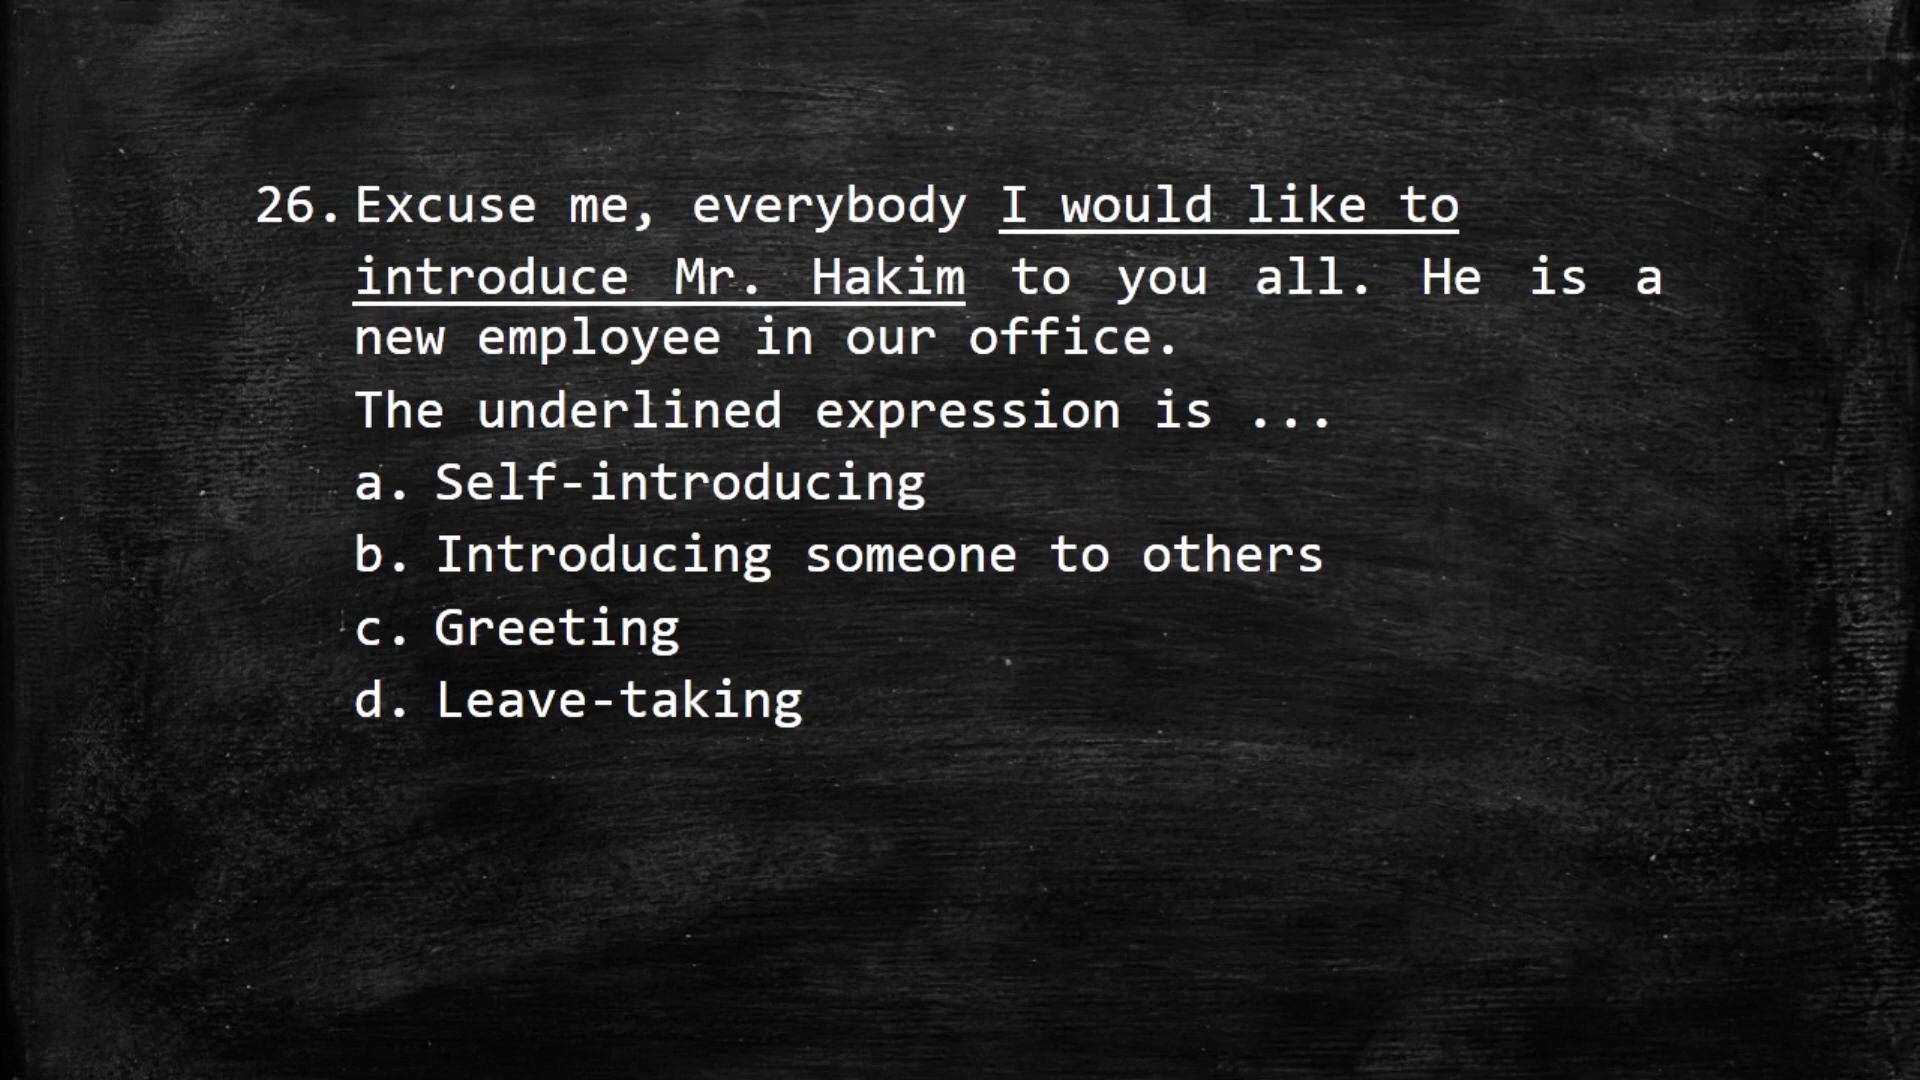 26. Excuse me, everybody I would like to
introduce Mr. Hakim to you all. He is a
new employee in our office.
The underlined expression is ...
a. Self-introducing
b. Introducing someone to others
c. Greeting
d. Leave-taking